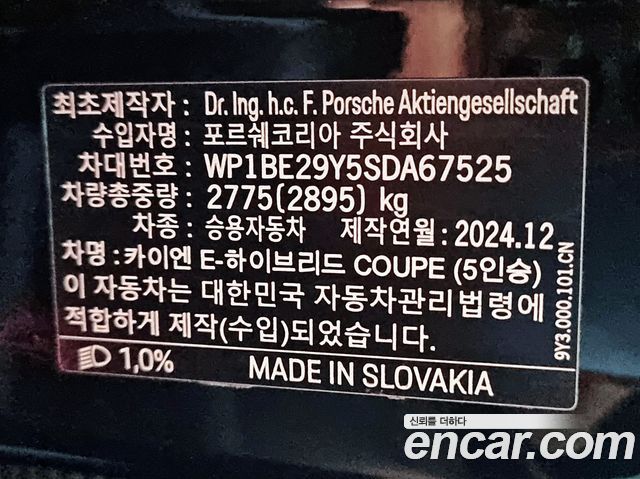 최초제작자 : Dr. Ing. h.c. F. Porsche Aktiengesellschaft
수입자명 : 포르쉐코리아 주식회사
차대번호 : WP1BE29Y5SDA67525
차량총중량 : 2775(2895) kg
차종 : 승용자동차 제작연월 : 2024.12
차명 : 카이엔 E-하이브리드 COUPE (5인승)
이 자동차는 대한민국 자동차관리법령에
적합하게 제작(수입)되었습니다.
1,0% MADE IN SLOVAKIA
9Y3.000.101.CN
신뢰를 더하다
encar.com